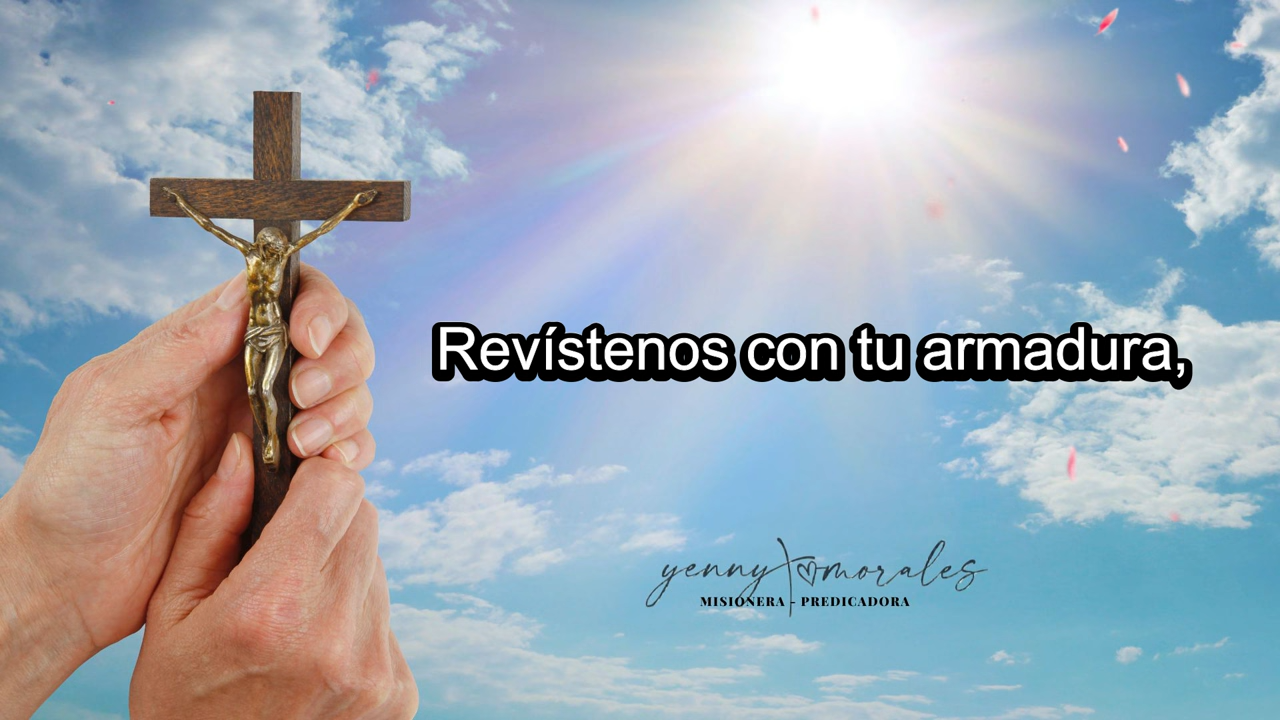 Revístenos con tu armadura,
yenny morales
MISIONERA - PREDICADORA